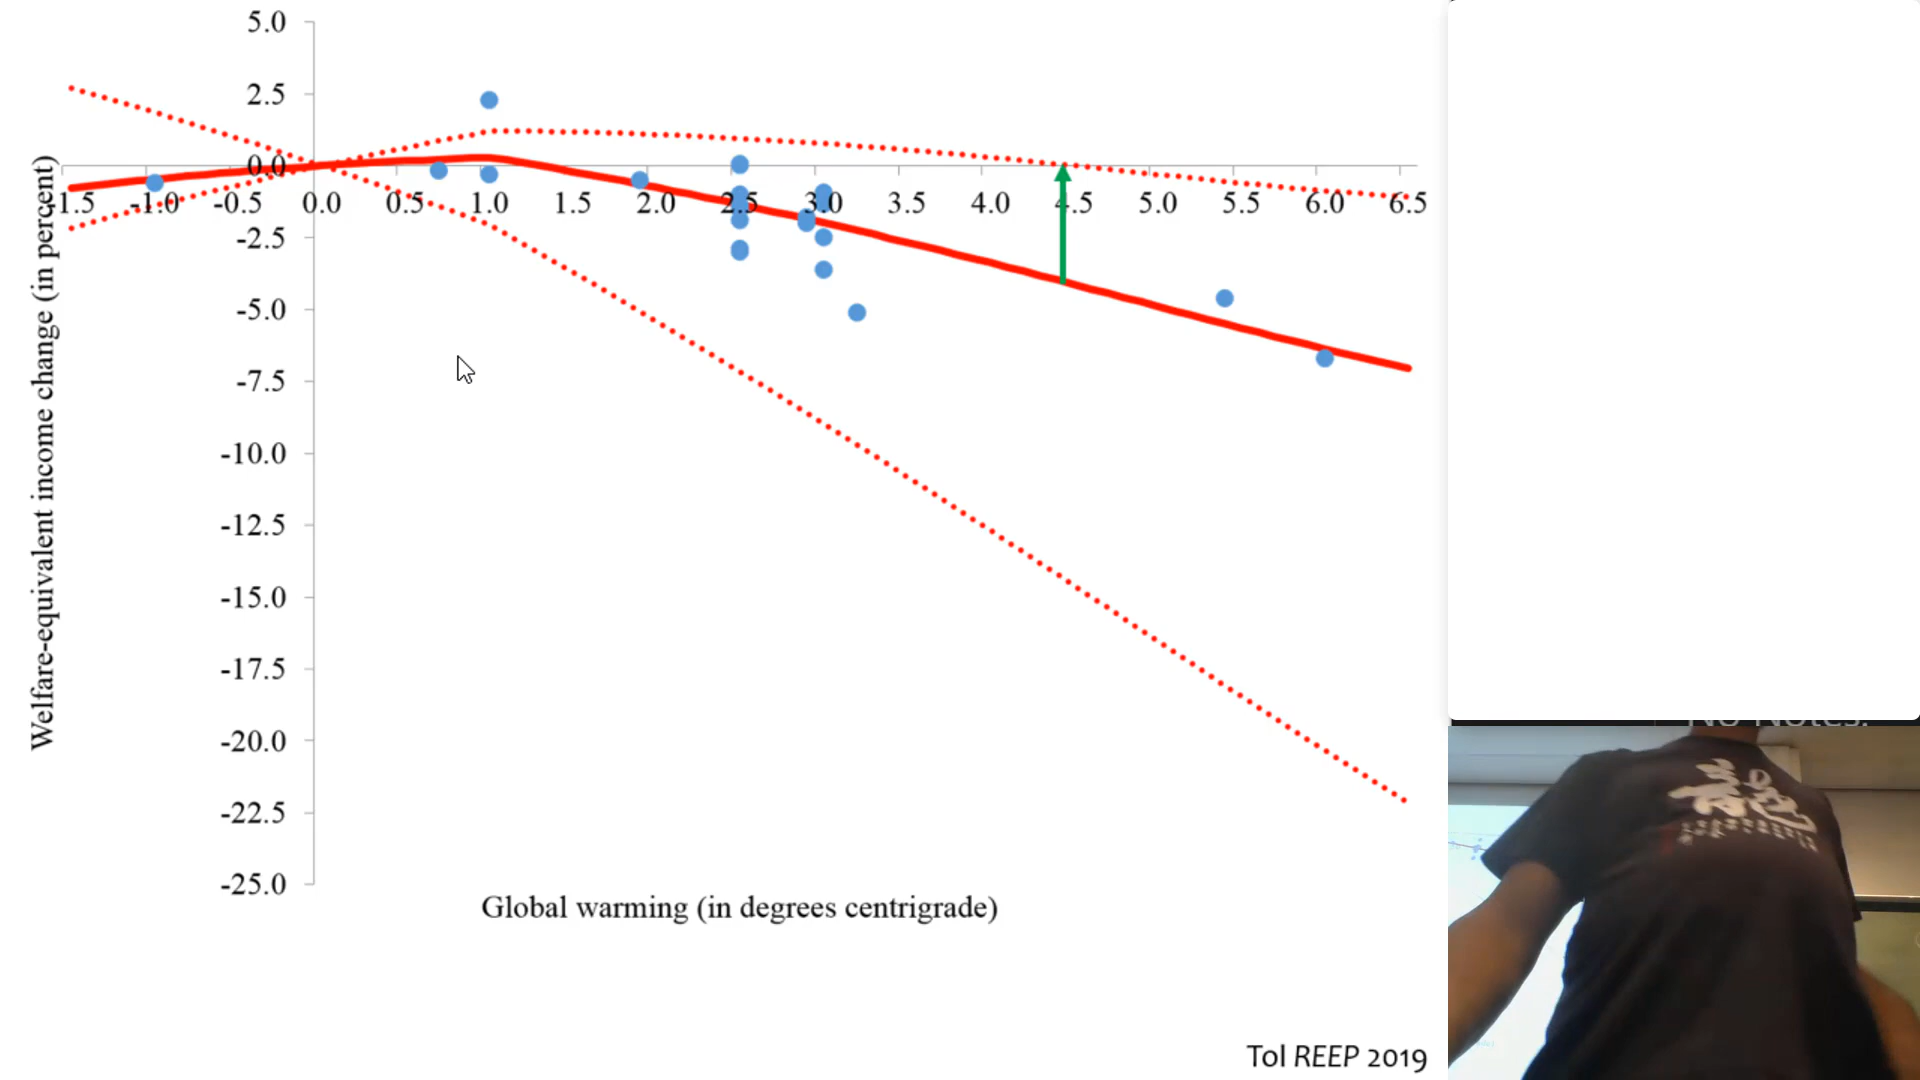 5.0
2.5
0.0
-1.5 -1.0 -0.5 0.0 0.5 1.0 1.5 2.0 2.5 3.0 3.5 4.0 4.5 5.0 5.5 6.0 6.5
-2.5
-5.0
-7.5
-10.0
-12.5
-15.0
-17.5
-20.0
-22.5
-25.0
Welfare-equivalent income change (in percent)
Global warming (in degrees centrigrade)
Tol REEP 2019
No Notes.